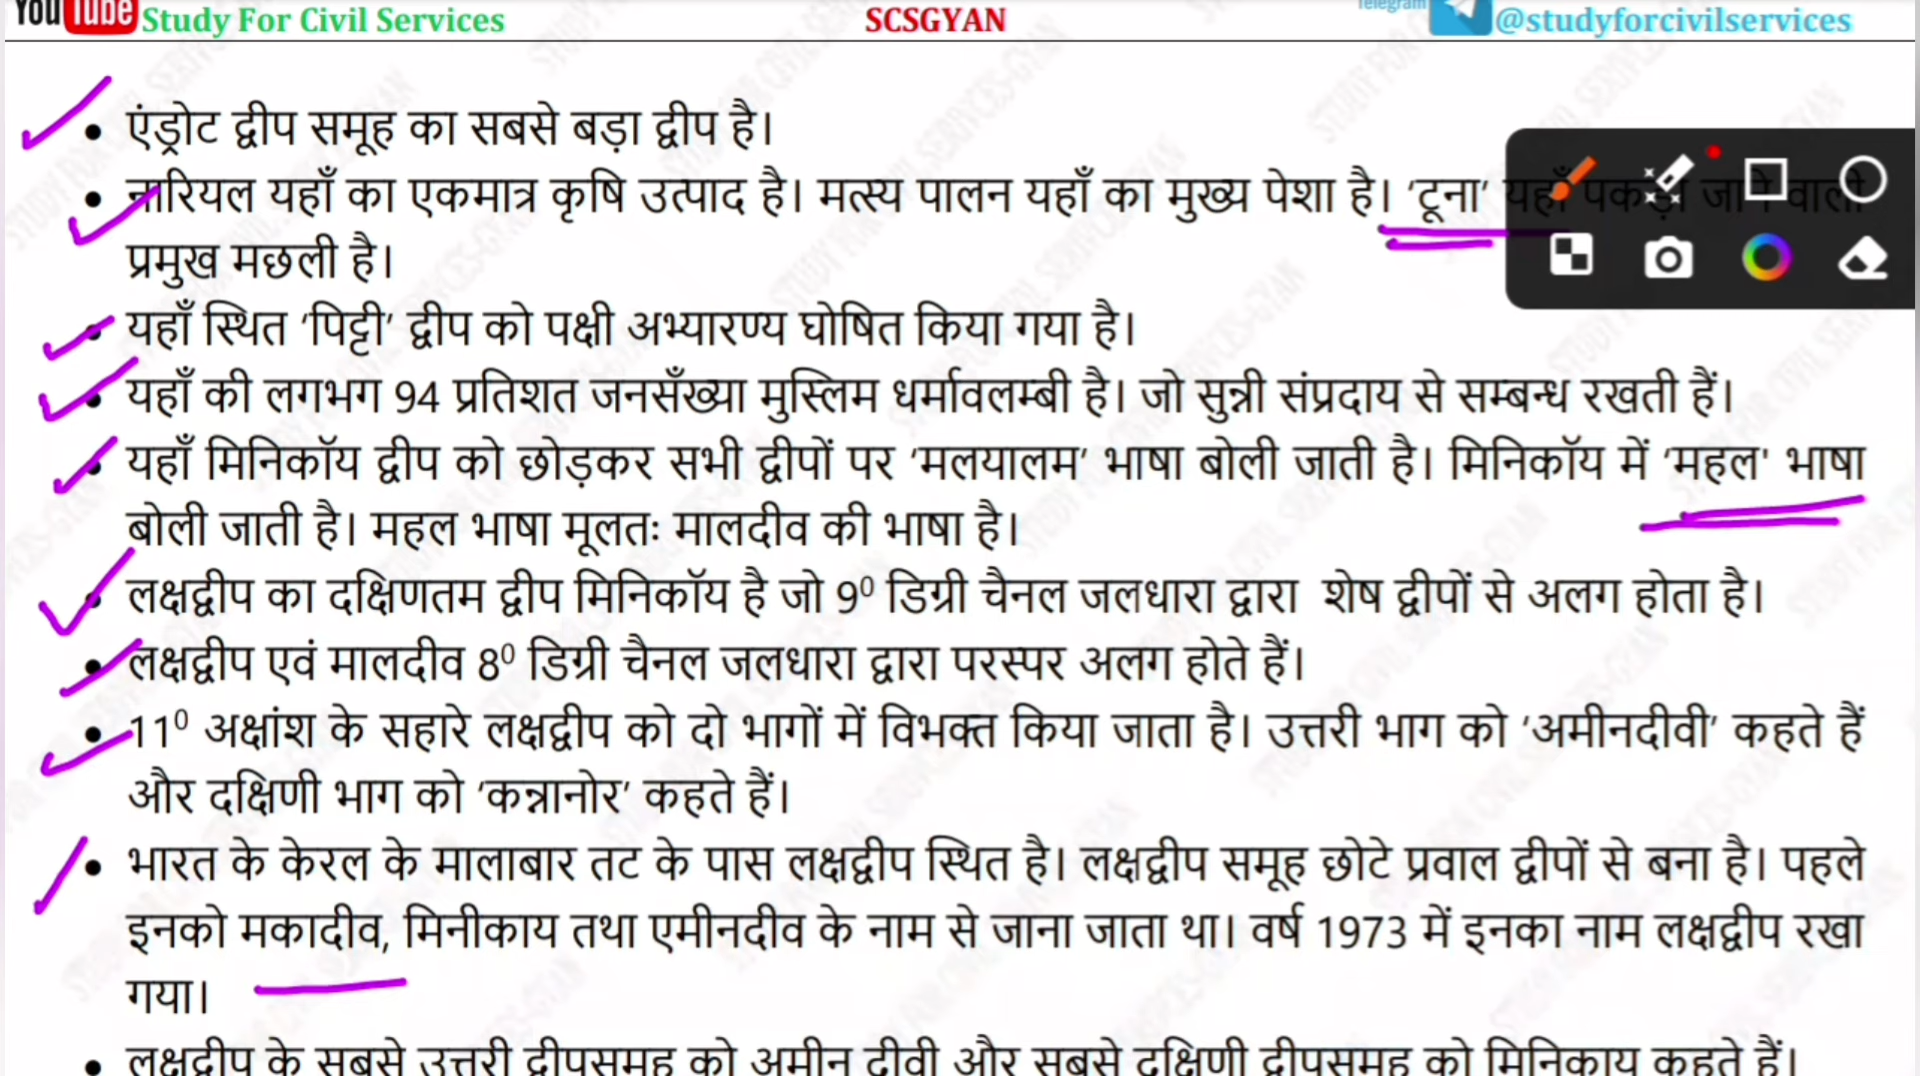 YouTube Study For Civil Services SCSGYAN Telegram @studyforcivilservices
• एंड्रोट द्वीप समूह का सबसे बड़ा द्वीप है।
• नारियल यहाँ का एकमात्र कृषि उत्पाद है। मत्स्य पालन यहाँ का मुख्य पेशा है। ‘टूना’ यहाँ पकड़ी जाने वाली
प्रमुख मछली है।
• यहाँ स्थित ‘पिट्टी’ द्वीप को पक्षी अभ्यारण्य घोषित किया गया है।
• यहाँ की लगभग 94 प्रतिशत जनसँख्या मुस्लिम धर्मावलम्बी है। जो सुन्नी संप्रदाय से सम्बन्ध रखती हैं।
• यहाँ मिनिकॉय द्वीप को छोड़कर सभी द्वीपों पर ‘मलयालम’ भाषा बोली जाती है। मिनिकॉय में ‘महल' भाषा
बोली जाती है। महल भाषा मूलतः मालदीव की भाषा है।
• लक्षद्वीप का दक्षिणतम द्वीप मिनिकॉय है जो 9⁰ डिग्री चैनल जलधारा द्वारा शेष द्वीपों से अलग होता है।
• लक्षद्वीप एवं मालदीव 8⁰ डिग्री चैनल जलधारा द्वारा परस्पर अलग होते हैं।
• 11⁰ अक्षांश के सहारे लक्षद्वीप को दो भागों में विभक्त किया जाता है। उत्तरी भाग को ‘अमीनदीवी’ कहते हैं
और दक्षिणी भाग को ‘कन्नानोर’ कहते हैं।
• भारत के केरल के मालाबार तट के पास लक्षद्वीप स्थित है। लक्षद्वीप समूह छोटे प्रवाल द्वीपों से बना है। पहले
इनको मकादीव, मिनीकाय तथा एमीनदीव के नाम से जाना जाता था। वर्ष 1973 में इनका नाम लक्षद्वीप रखा
गया।
• लक्षद्वीप के सबसे उत्तरी द्वीपसमूह को अमीन दीवी और सबसे दक्षिणी द्वीपसमूह को मिनिकाय कहते हैं।